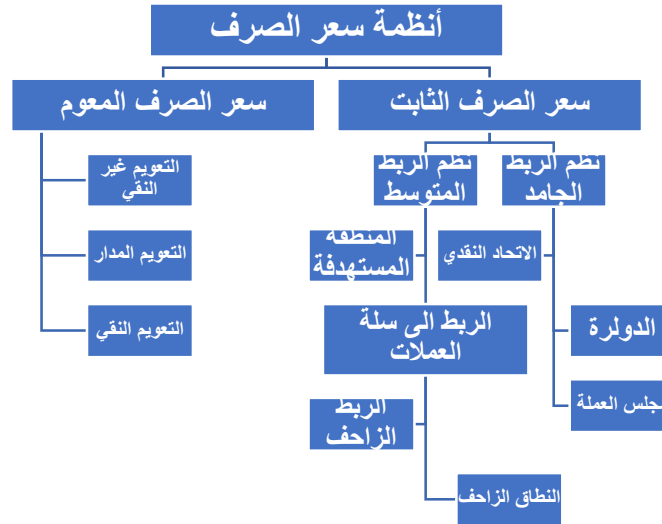 أنظمة سعر الصرف
سعر الصرف الثابت
سعر الصرف المعوم
نظم الربط
الجامد
نظم الربط
المتوسط
الاتحاد النقدي
الدولرة
مجلس العملة
المنطقة
المستهدفة
الربط الى سلة
العملات
الربط
الزاحف
النطاق الزاحف
التعويم غير
النقي
التعويم المدار
التعويم النقي